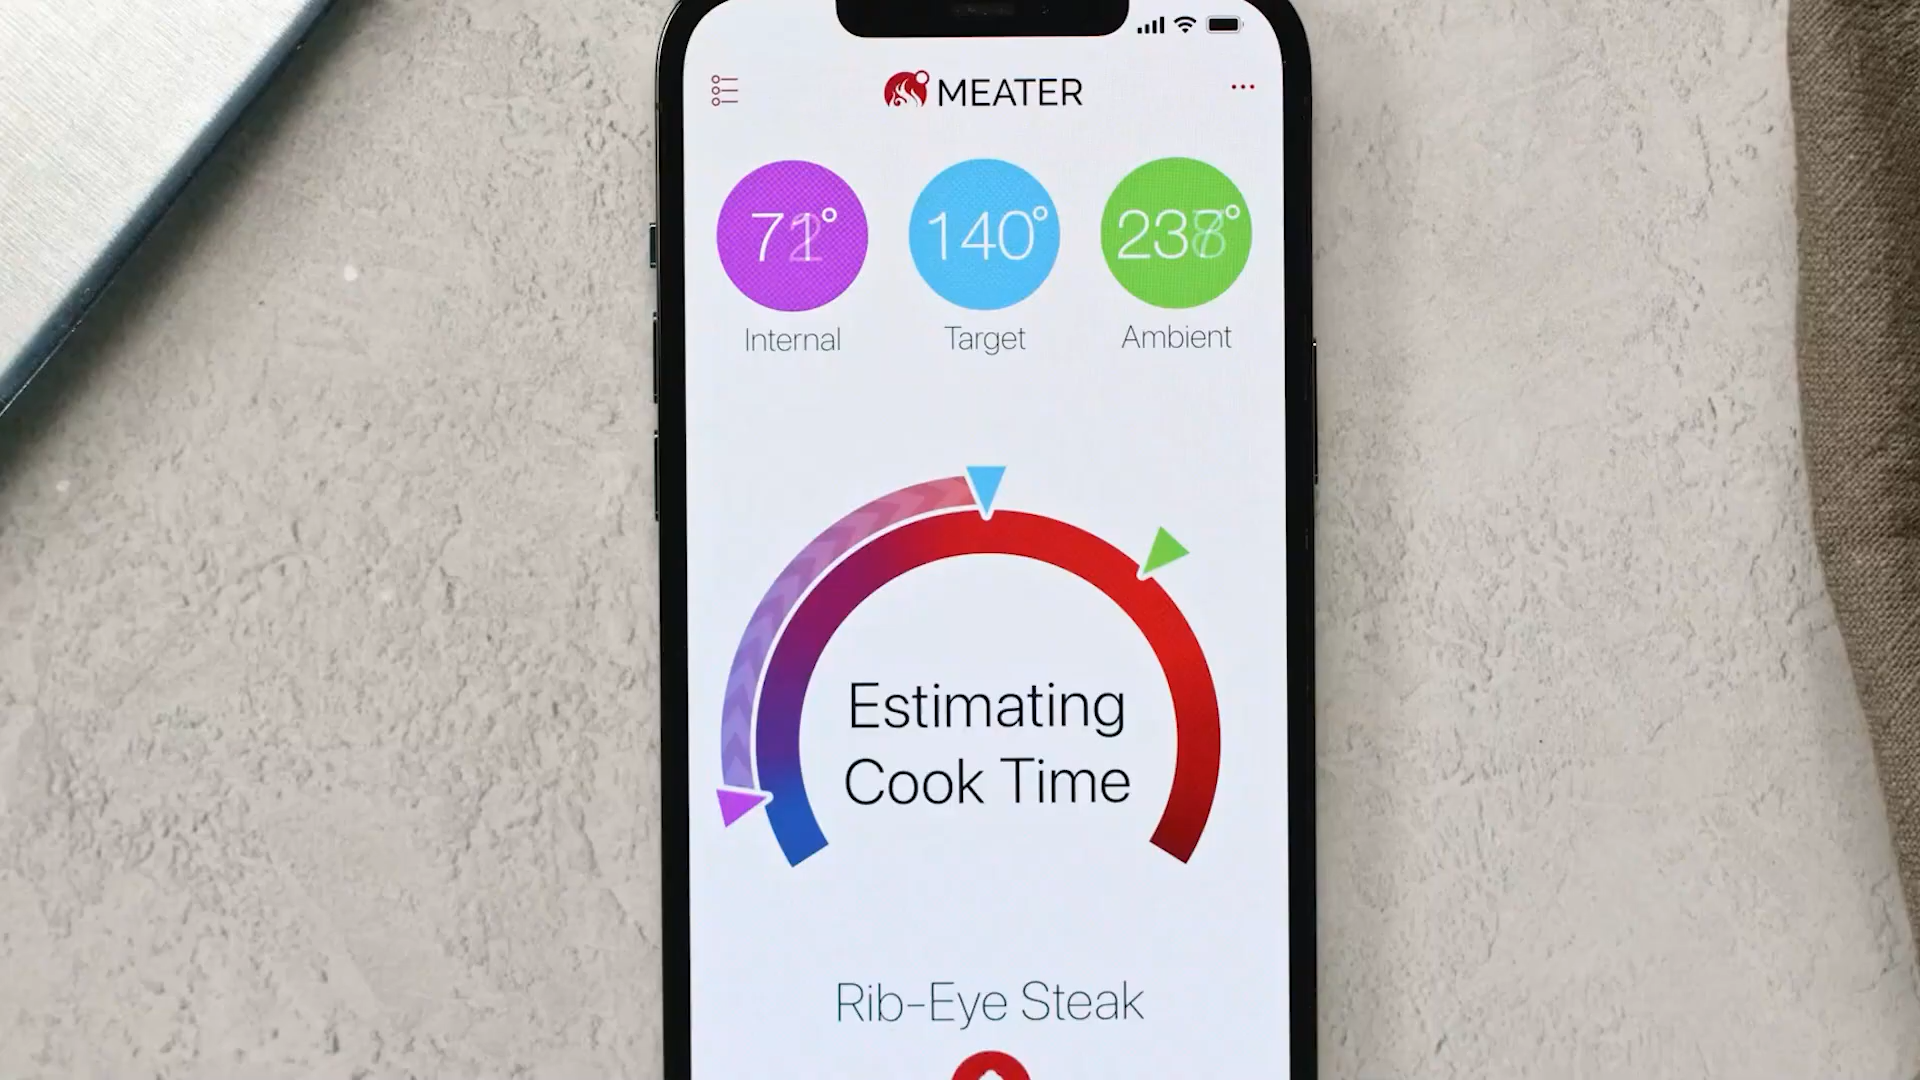 MEATER
140°
Internal
Target
Ambient
Estimating
Cook Time
Rib-Eye Steak